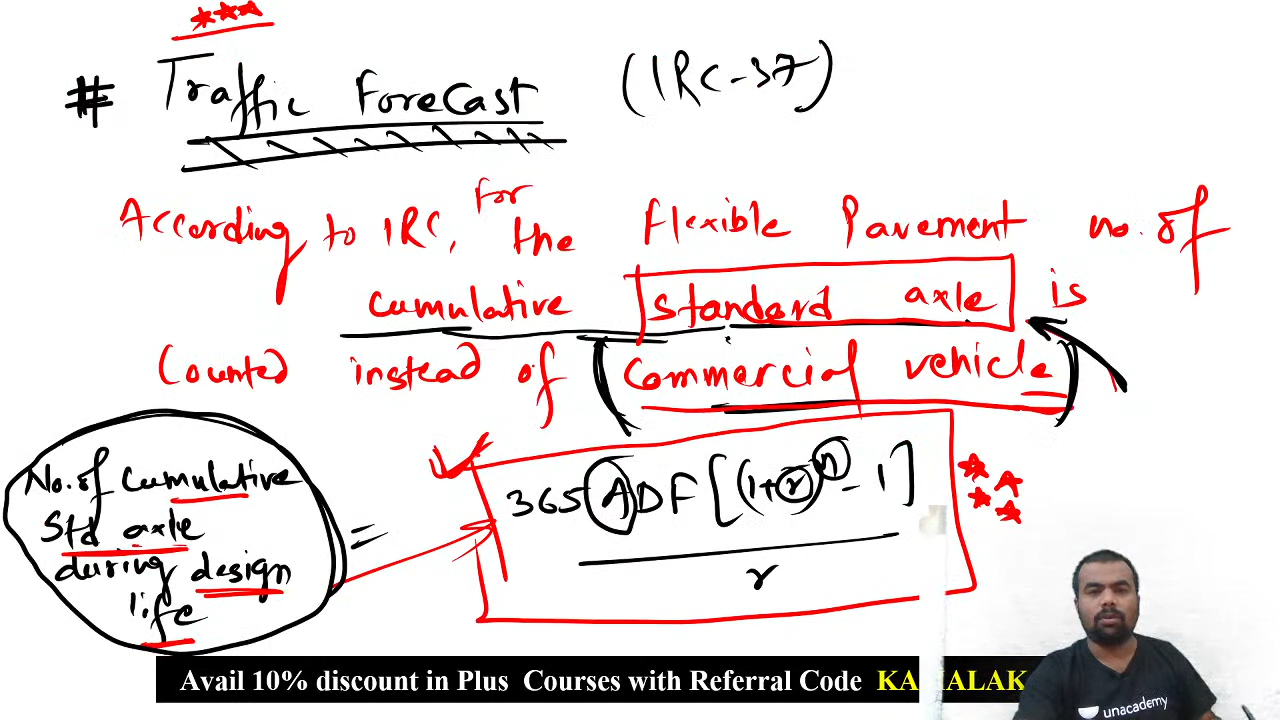 # Traffic ForeCast (IRC-37)
According to IRC, for the flexible Pavement no. of
cumulative standard axle is
Counted instead of (commercial vehicle)
No. of cumulative
Std axle
during design
life
= 365 A D F [(1+r)^n - 1]
r
Avail 10% discount in Plus Courses with Referral Code
unacademy